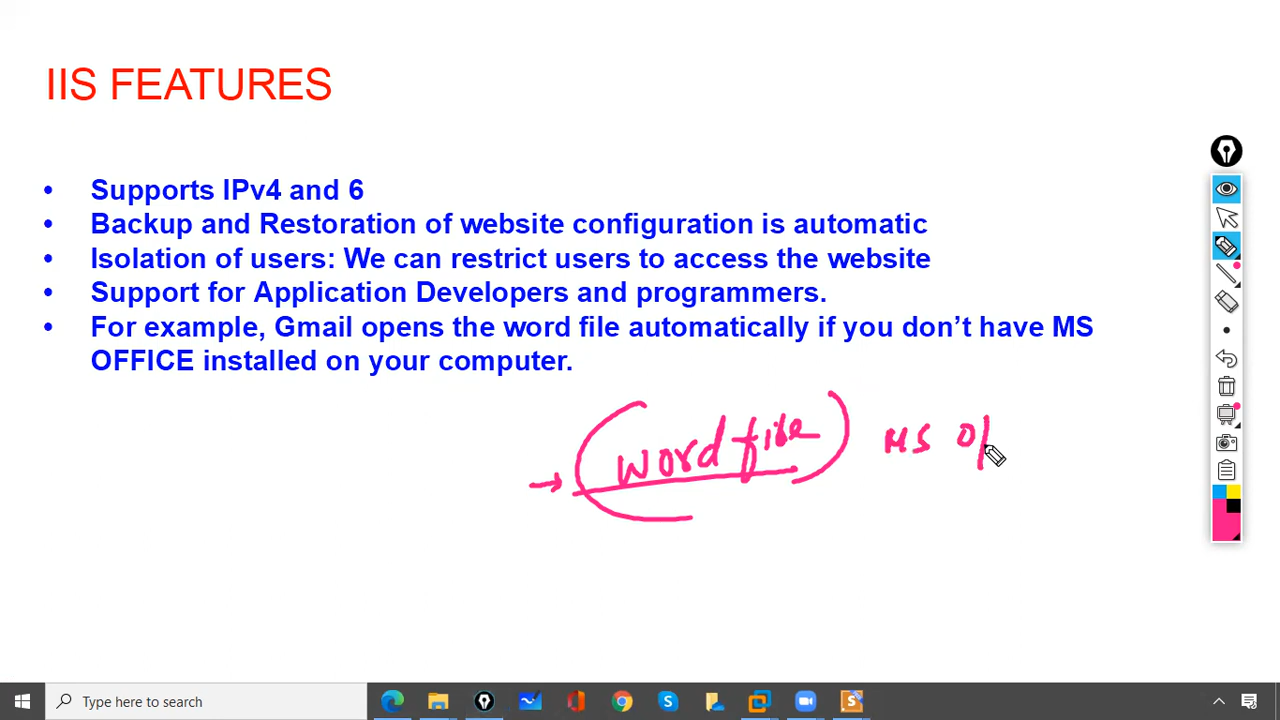 IIS FEATURES
• Supports IPv4 and 6
• Backup and Restoration of website configuration is automatic
• Isolation of users: We can restrict users to access the website
• Support for Application Developers and programmers.
• For example, Gmail opens the word file automatically if you don’t have MS
OFFICE installed on your computer.
→ (word file) MS Of
Type here to search